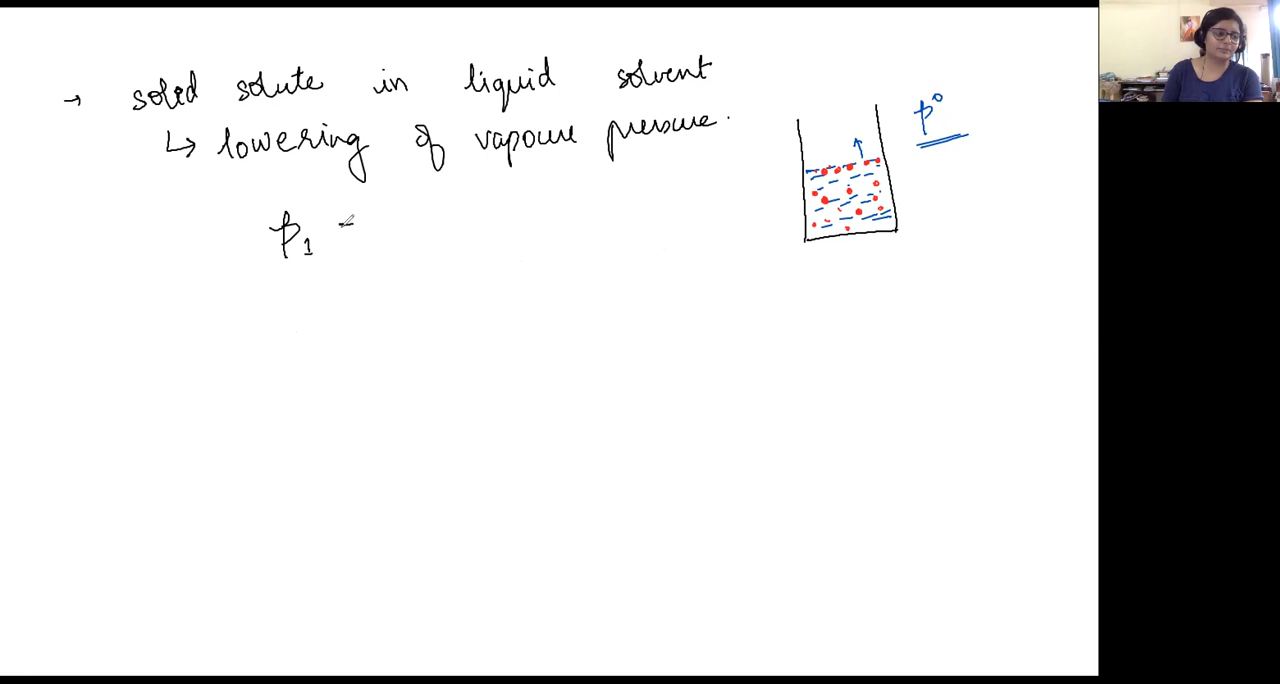 → solid solute in liquid solvent
↳ lowering of vapour pressure.
p°
p₁